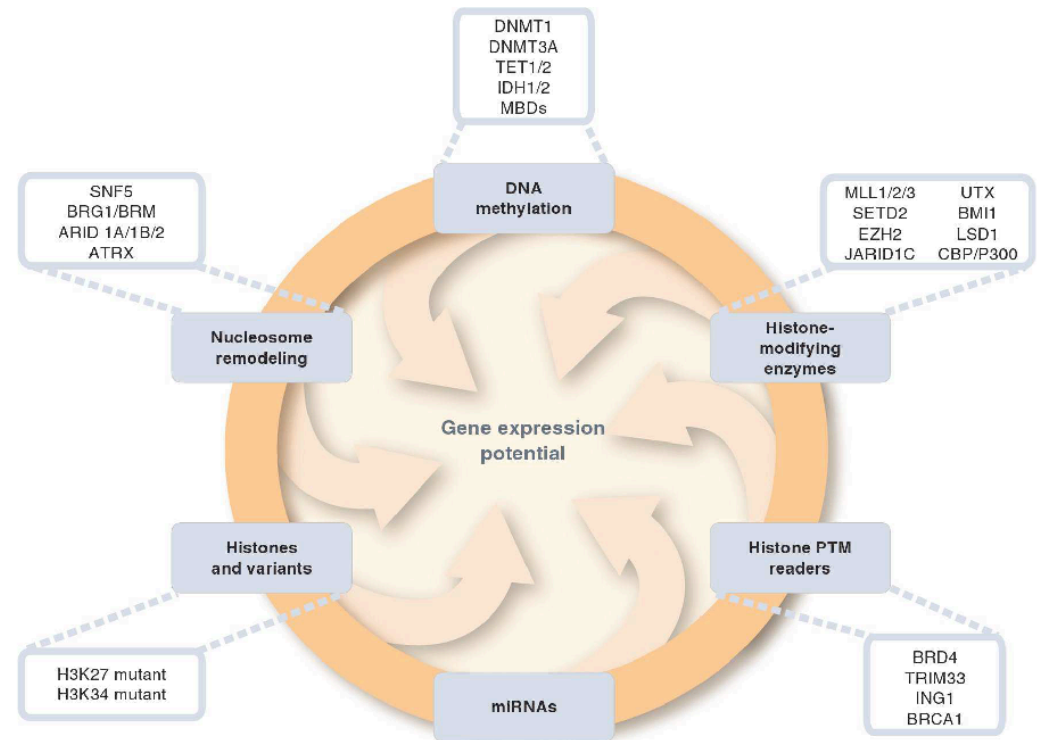 DNMT1
DNMT3A
TET1/2
IDH1/2
MBDs
DNA
methylation
SNF5
BRG1/BRM
ARID 1A/1B/2
ATRX
MLL1/2/3 UTX
SETD2 BMI1
EZH2 LSD1
JARID1C CBP/P300
Nucleosome
remodeling
Histone-
modifying
enzymes
Gene expression
potential
Histones
and variants
Histone PTM
readers
H3K27 mutant
H3K34 mutant
miRNAs
BRD4
TRIM33
ING1
BRCA1